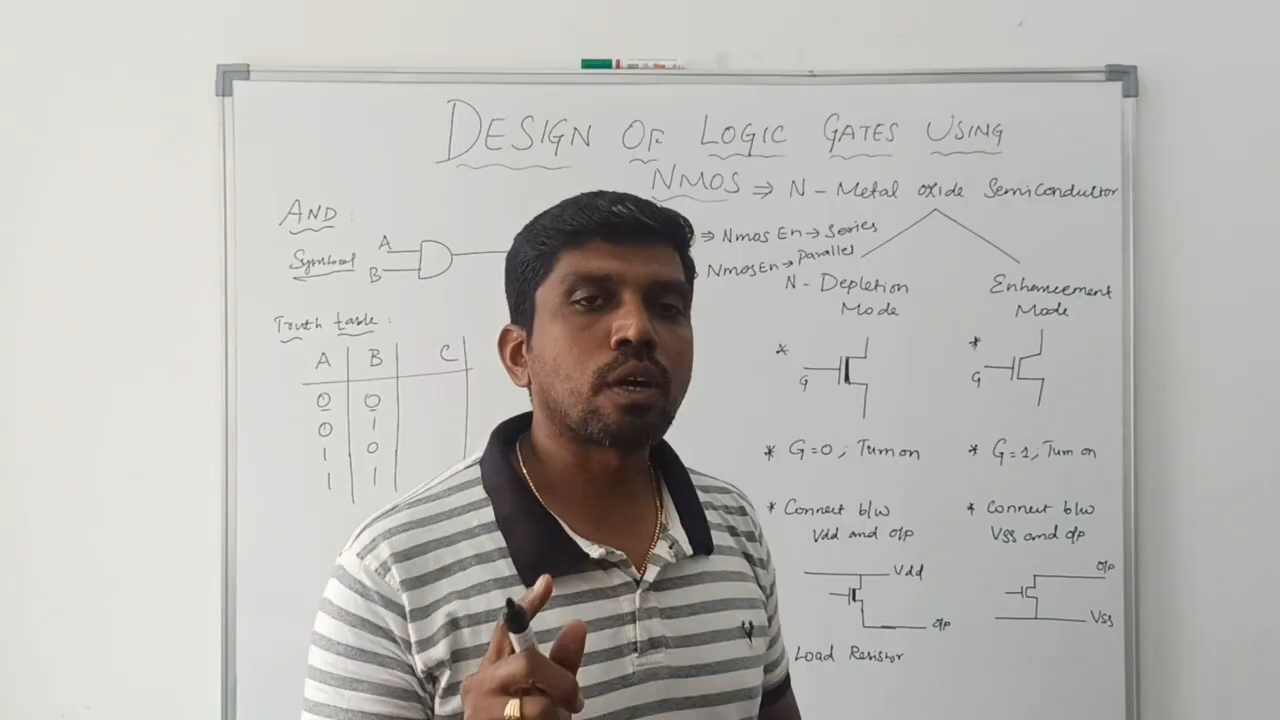 DESIGN OF LOGIC GATES USING
NMOS ⇒ N - Metal oxide Semiconductor
AND :
Symbol
A
B
⇒ Nmos En → Series
NmosEn → Parallel
N - Depletion
Mode
Enhancement
Mode
Truth table :
A B C
0 0
0 1
1 0
1 1
*
G
*
G
* G=0 ; Turn on
* G=1, Turn on
* Connect b/w
Vdd and o/p
* Connect b/w
Vss and o/p
Vdd
o/p
o/p
Vss
Load Resistor